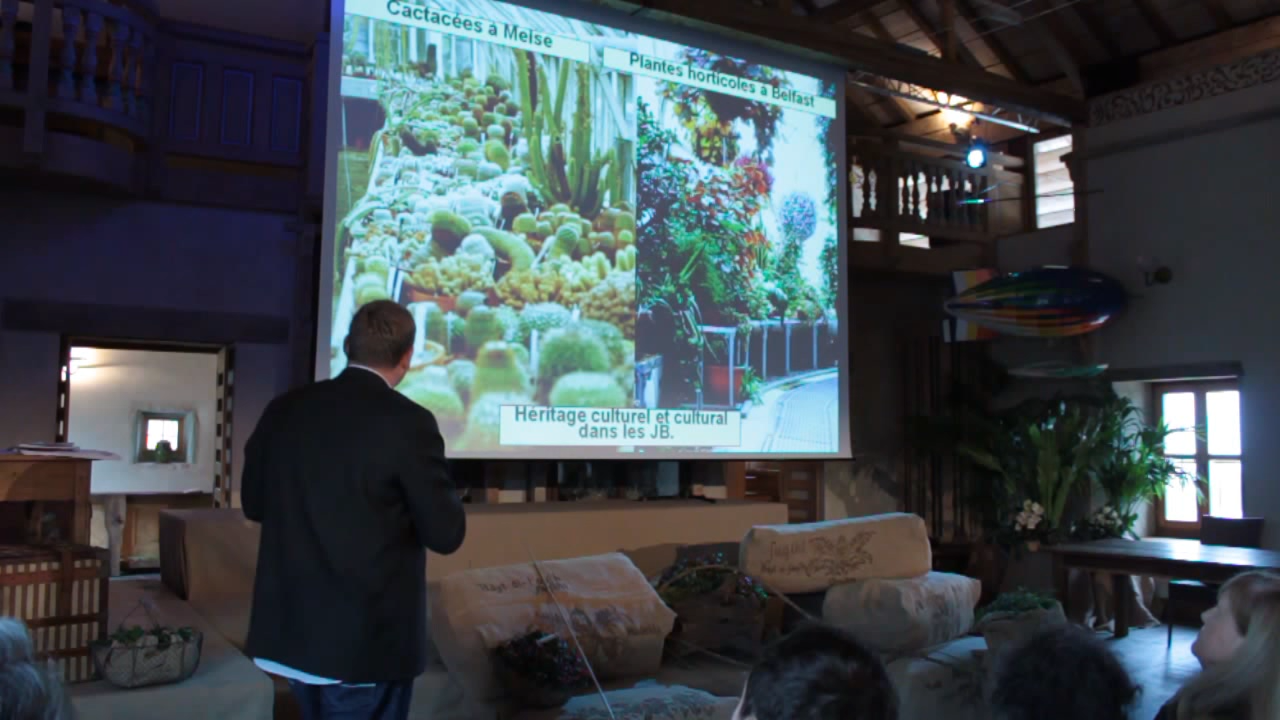 Cactacées à Meise
Plantes horticoles à Belfast
Héritage culturel et cultural
dans les JB.